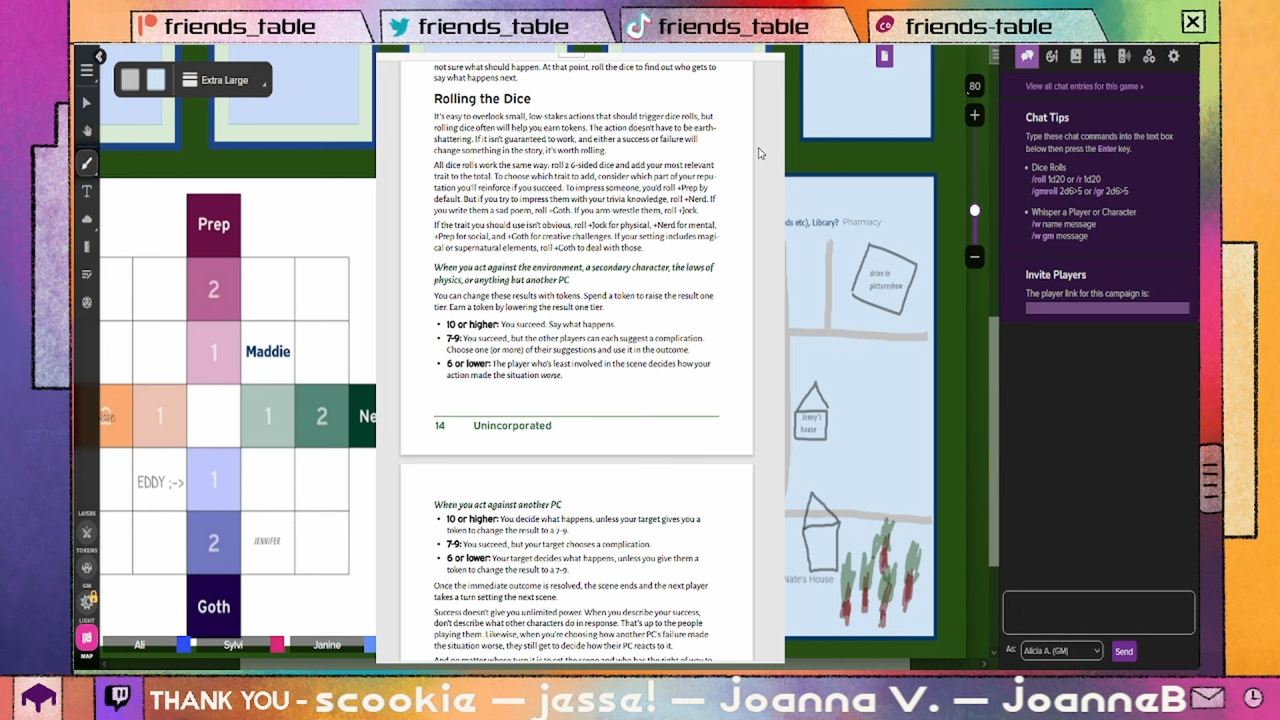 friends_table
friends_table
friends_table
friends-table
Extra Large
80
View all chat entries for this game »
Chat Tips
Type these chat commands into the text box
below then press the Enter key.
Dice Rolls
/roll 1d20 or /r 1d20
/gmroll 2d6>5 or /gr 2d6>5
Whisper a Player or Character
/w name message
/w gm message
Invite Players
The player link for this campaign is:
not sure what should happen. At that point, roll the dice to find out who gets to
say what happens next.
Rolling the Dice
It's easy to overlook small, low-stakes actions that should trigger dice rolls, but
rolling dice often will help you earn tokens. The action doesn't have to be earth-
shattering. If it isn't guaranteed to work, and either a success or failure will
change something in the story, it's worth rolling.
All dice rolls work the same way: roll 2 6-sided dice and add your most relevant
trait to the total. To choose which trait to add, consider which part of your repu-
tation you'll reinforce if you succeed. To impress someone, you'd roll +Prep by
default. But if you try to impress them with your trivia knowledge, roll +Nerd. If
you write them a sad poem, roll +Goth. If you arm-wrestle them, roll +Jock.
If the trait you should use isn't obvious, roll +Jock for physical, +Nerd for mental,
+Prep for social, and +Goth for creative challenges. If your setting includes magi-
cal or supernatural elements, roll +Goth to deal with those.
When you act against the environment, a secondary character, the laws of
physics, or anything but another PC
You can change these results with tokens. Spend a token to raise the result one
tier. Earn a token by lowering the result one tier.
• 10 or higher: You succeed. Say what happens.
• 7-9: You succeed, but the other players can each suggest a complication.
Choose one (or more) of their suggestions and use it in the outcome.
• 6 or lower: The player who's least involved in the scene decides how your
action made the situation worse.
14 Unincorporated
When you act against another PC
• 10 or higher: You decide what happens, unless your target gives you a
token to change the result to a 7-9.
• 7-9: You succeed, but your target chooses a complication.
• 6 or lower: Your target decides what happens, unless you give them a
token to change the result to a 7-9.
Once the immediate outcome is resolved, the scene ends and the next player
takes a turn setting the next scene.
Success doesn't give you unlimited power. When you describe your success,
don't describe what other characters do in response. That's up to the people
playing them. Likewise, when you're choosing how another PC's failure made
the situation worse, they still get to decide how their PC reacts to it.
Prep
2
1
Maddie
1
1
2
Ne
EDDY ;->
1
2
JENNIFER
Goth
Ali
Sylvi
Janine
LAYERS
TOKENS
GM
LIGHT
MAP
ds etc), Library?
Pharmacy
drive in
pictureshow
Jenny's
house
Nate's House
As:
Alicia A. (GM)
Send
THANK YOU - scookie — jesse! — Joanna V. — JoanneB